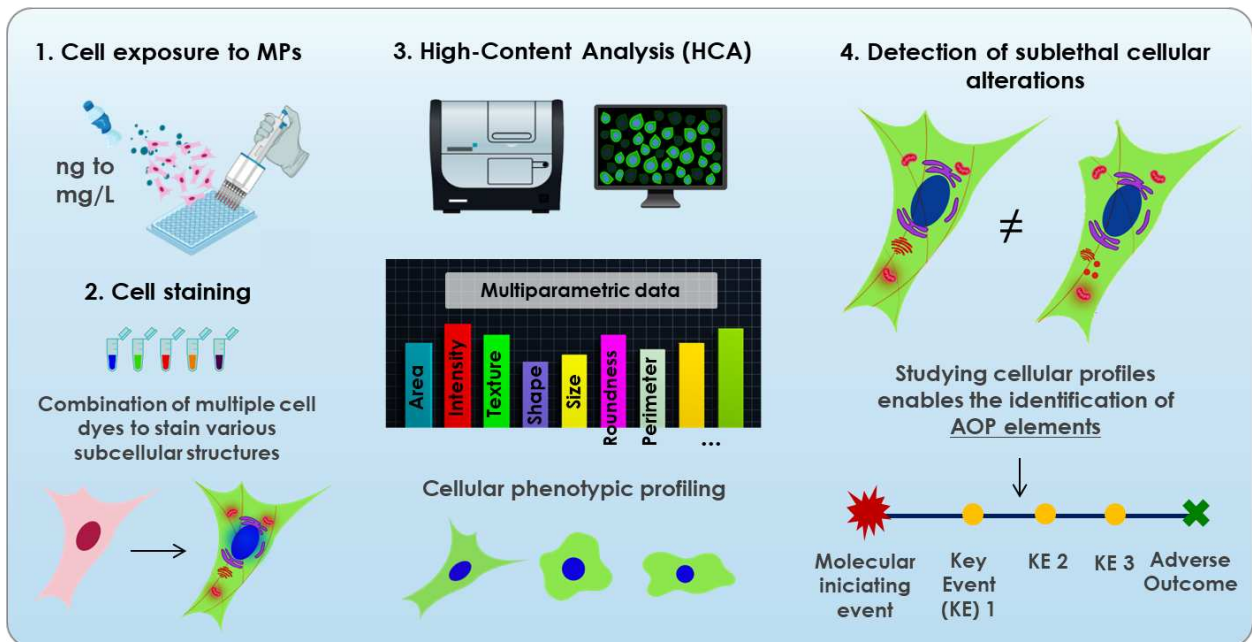 1. Cell exposure to MPs
ng to
mg/L
2. Cell staining
Combination of multiple cell
dyes to stain various
subcellular structures
3. High-Content Analysis (HCA)
Multiparametric data
Area
Intensity
Texture
Shape
Size
Roundness
Perimeter
...
Cellular phenotypic profiling
4. Detection of sublethal cellular
alterations
≠
Studying cellular profiles
enables the identification of
AOP elements
Molecular
iniciating
event
Key
Event
(KE) 1
KE 2
KE 3
Adverse
Outcome